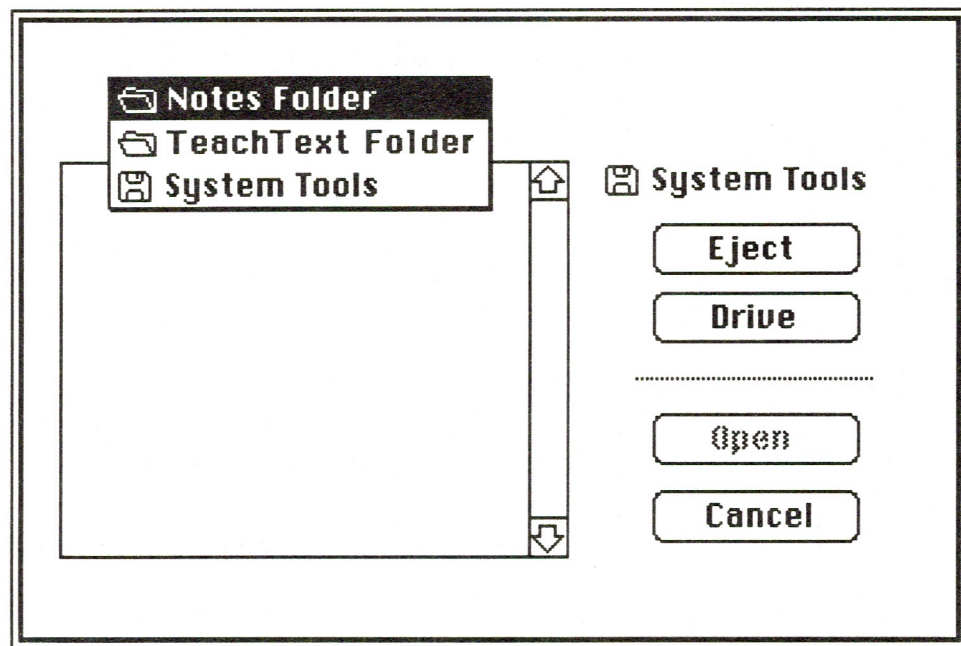 Notes Folder
TeachText Folder
System Tools
System Tools
Eject
Drive
Open
Cancel